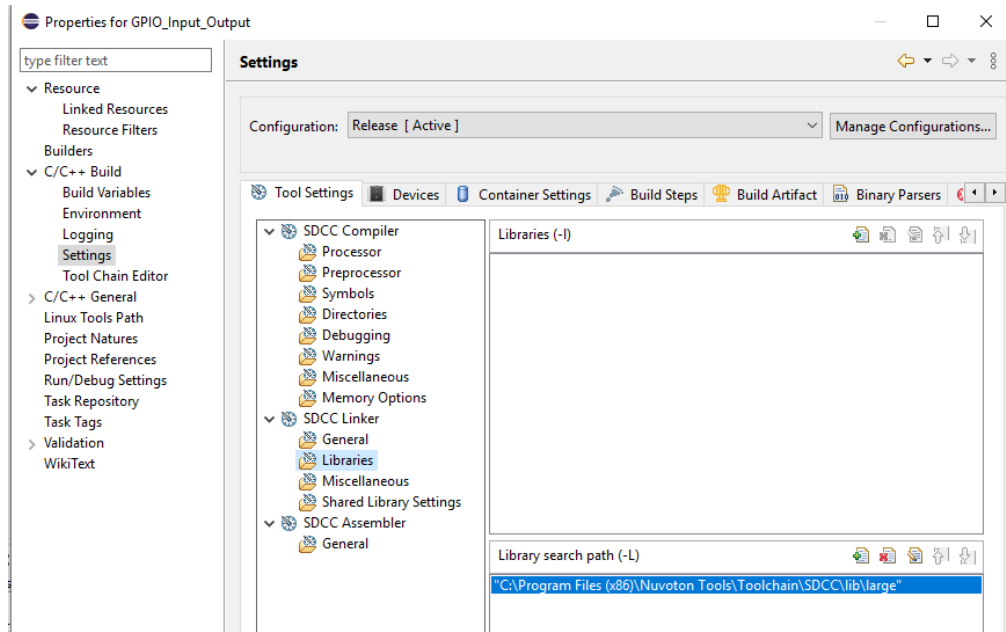 Properties for GPIO_Input_Output
type filter text
Resource
Linked Resources
Resource Filters
Builders
C/C++ Build
Build Variables
Environment
Logging
Settings
Tool Chain Editor
C/C++ General
Linux Tools Path
Project Natures
Project References
Run/Debug Settings
Task Repository
Task Tags
Validation
WikiText
Settings
Configuration: Release [ Active ] Manage Configurations...
Tool Settings Devices Container Settings Build Steps Build Artifact Binary Parsers
SDCC Compiler
Processor
Preprocessor
Symbols
Directories
Debugging
Warnings
Miscellaneous
Memory Options
SDCC Linker
General
Libraries
Miscellaneous
Shared Library Settings
SDCC Assembler
General
Libraries (-l)
Library search path (-L)
"C:\Program Files (x86)\Nuvoton Tools\Toolchain\SDCC\lib\large"